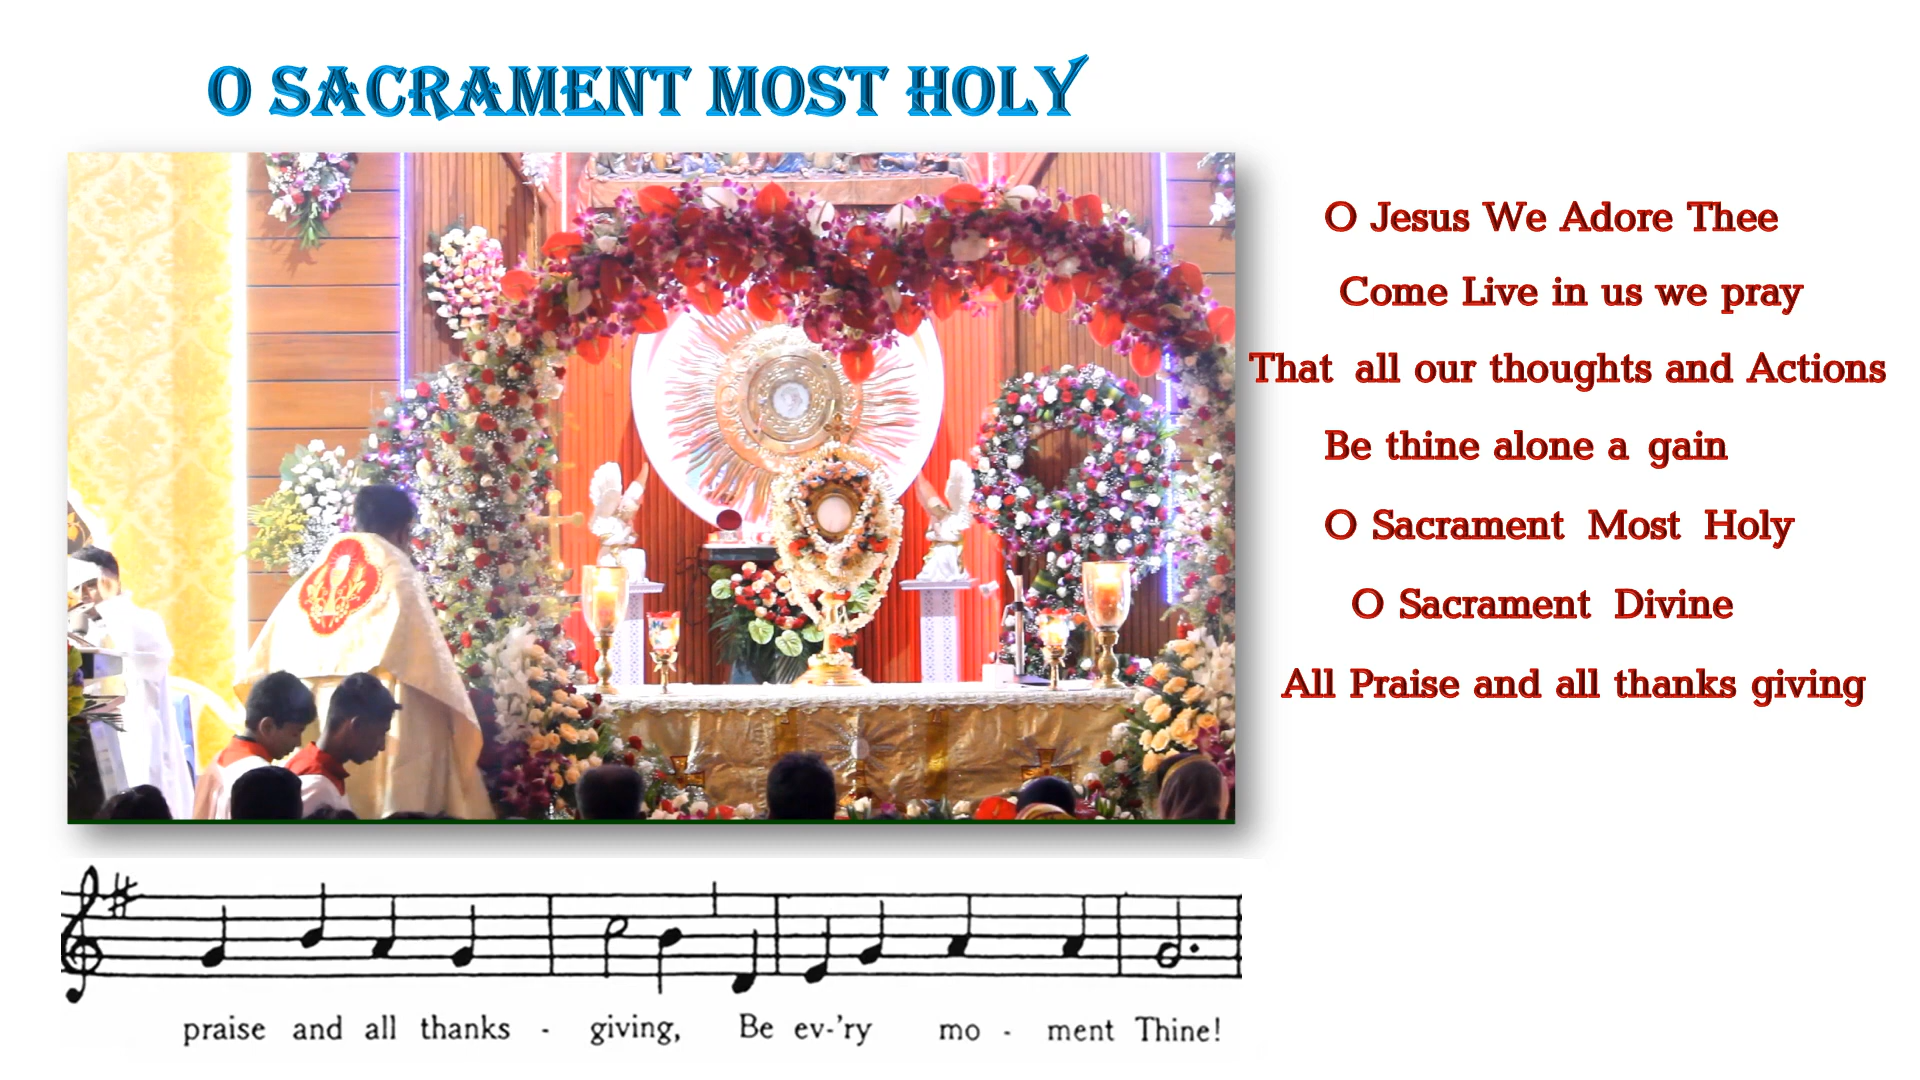 O SACRAMENT MOST HOLY
O Jesus We Adore Thee
Come Live in us we pray
That all our thoughts and Actions
Be thine alone a gain
O Sacrament Most Holy
O Sacrament Divine
All Praise and all thanks giving
praise and all thanks - giving, Be ev-'ry mo - ment Thine!